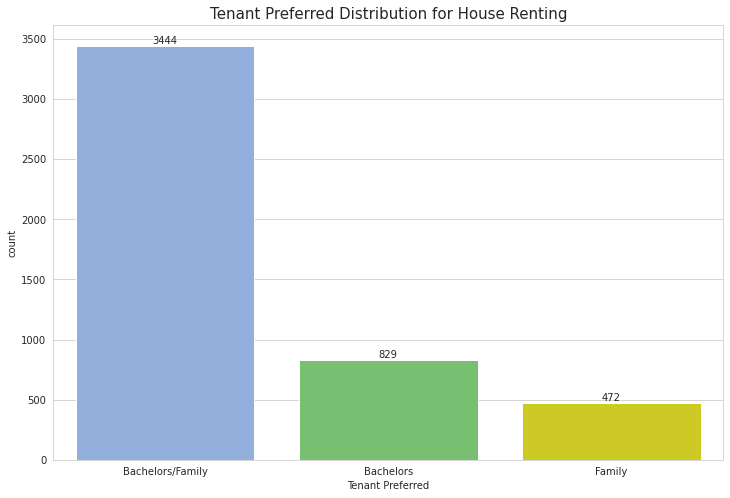 Tenant Preferred Distribution for House Renting
3500
3000
2500
2000
1500
1000
500
0
count
3444
829
472
Bachelors/Family
Bachelors
Family
Tenant Preferred